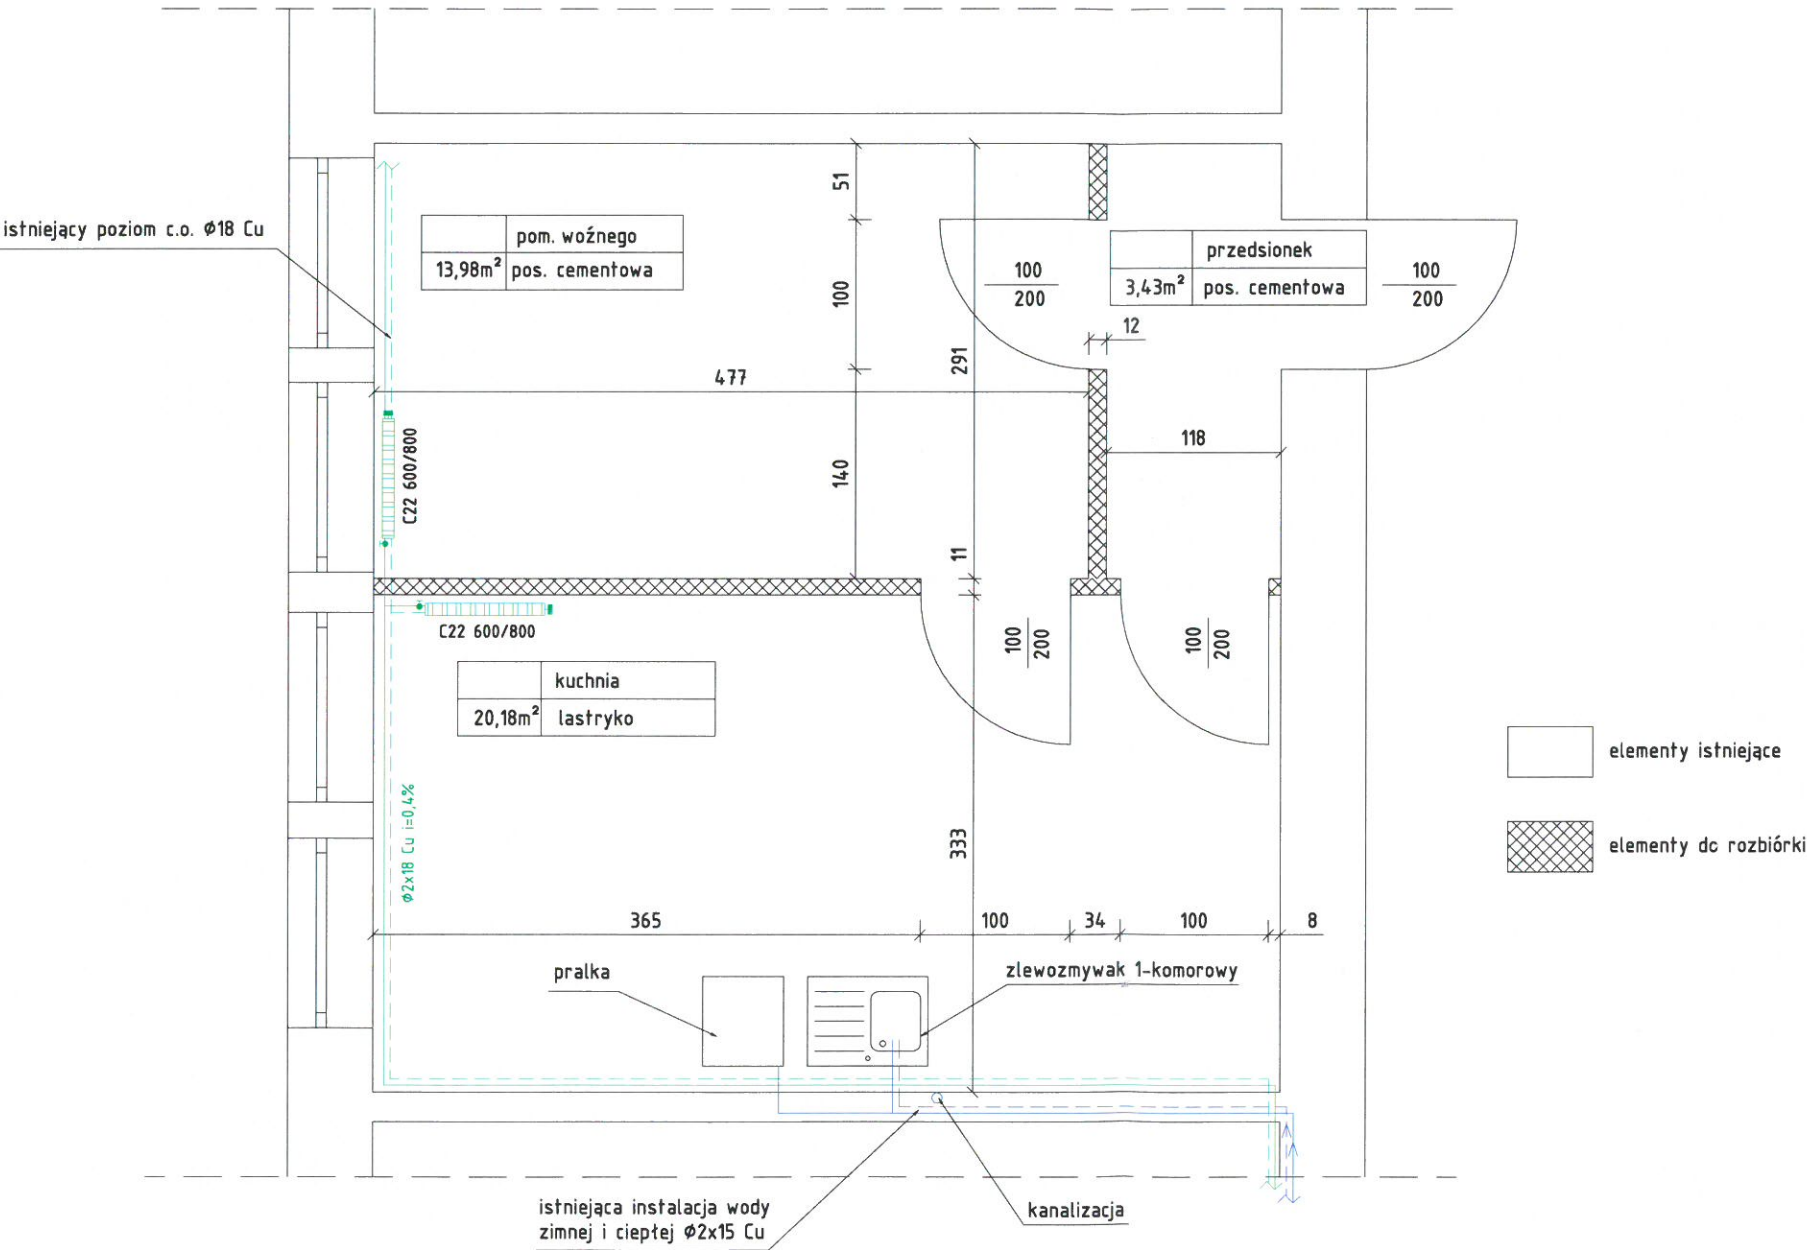 istniejący poziom c.o. ϕ18 Cu
pom. woźnego
13,98m² pos. cementowa
51
100
140
291
11
477
100
200
przedsionek
3,43m² pos. cementowa
100
200
12
118
C22 600/800
C22 600/800
kuchnia
20,18m² lastryko
100
200
100
200
ϕ2x18 Cu i=0,4%
333
365
100
34
100
8
pralka
zlewozmywak 1-komorowy
istniejąca instalacja wody
zimnej i ciepłej ϕ2x15 Cu
kanalizacja
elementy istniejące
elementy do rozbiórki